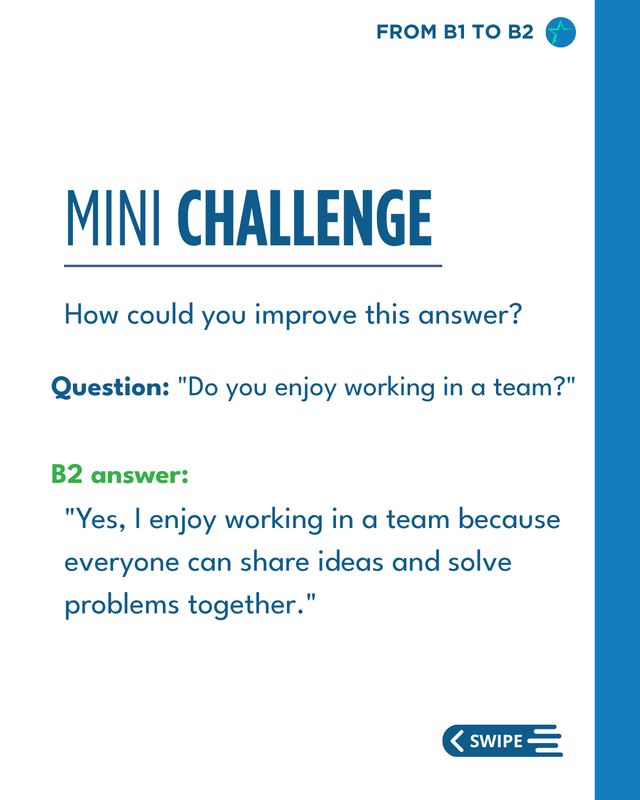 FROM B1 TO B2
MINI CHALLENGE
How could you improve this answer?
Question: "Do you enjoy working in a team?"
B2 answer:
"Yes, I enjoy working in a team because
everyone can share ideas and solve
problems together."
SWIPE